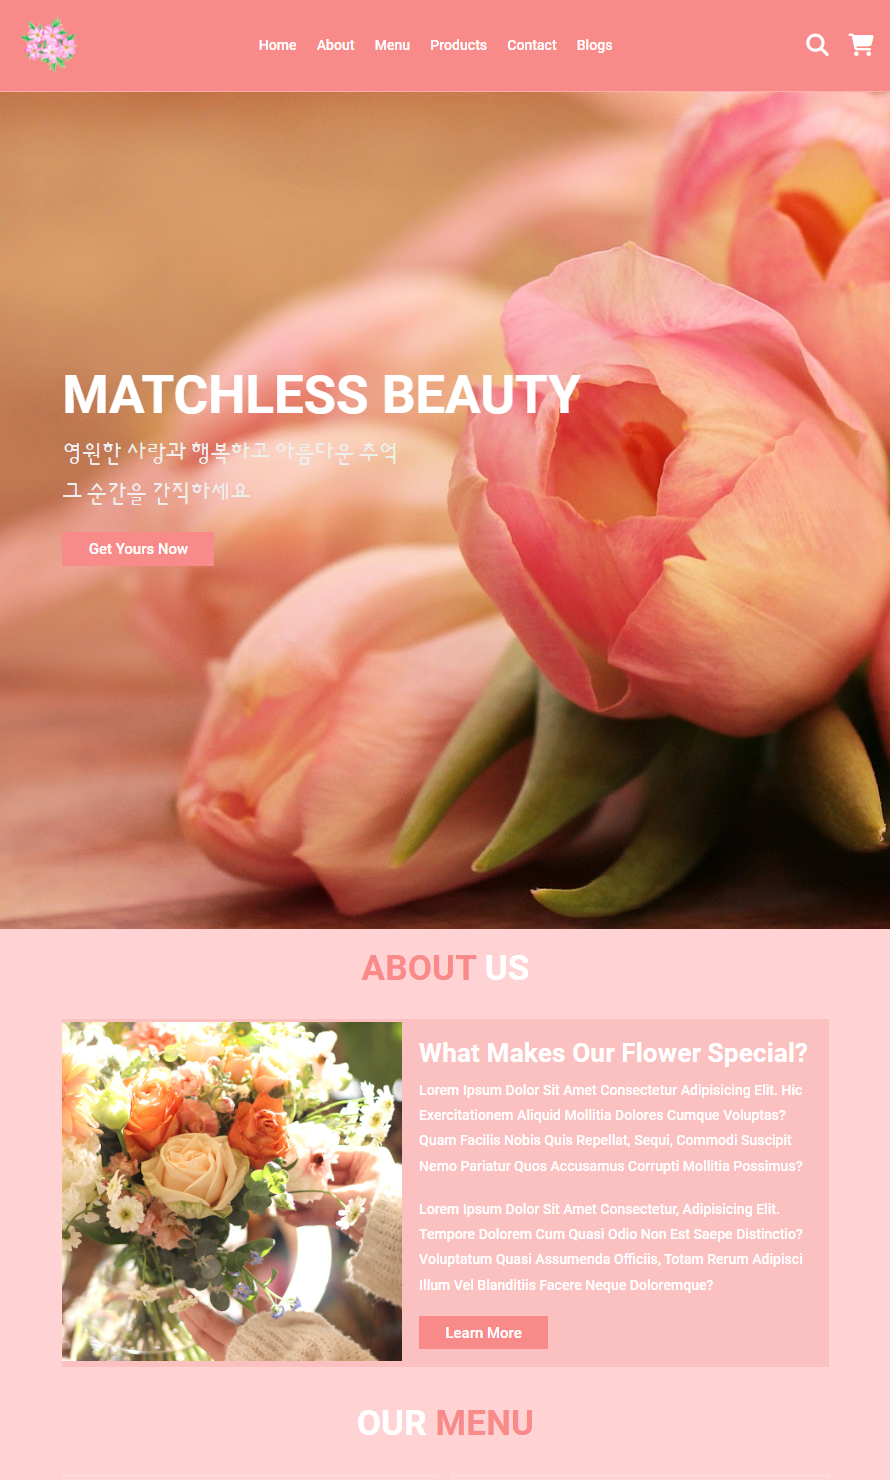 Home About Menu Products Contact Blogs
MATCHLESS BEAUTY
영원한 사랑과 행복하고 아름다운 추억
그 순간을 간직하세요
Get Yours Now
ABOUT US
What Makes Our Flower Special?
Lorem Ipsum Dolor Sit Amet Consectetur Adipisicing Elit. Hic
Exercitationem Aliquid Mollitia Dolores Cumque Voluptas?
Quam Facilis Nobis Quis Repellat, Sequi, Commodi Suscipit
Nemo Pariatur Quos Accusamus Corrupti Mollitia Possimus?
Lorem Ipsum Dolor Sit Amet Consectetur, Adipisicing Elit.
Tempore Dolorem Cum Quasi Odio Non Est Saepe Distinctio?
Voluptatum Quasi Assumenda Officiis, Totam Rerum Adipisci
Illum Vel Blanditiis Facere Neque Doloremque?
Learn More
OUR MENU